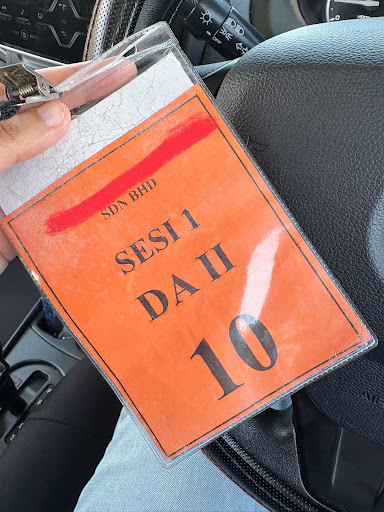 SDN BHD
SESI 1
DA II
10